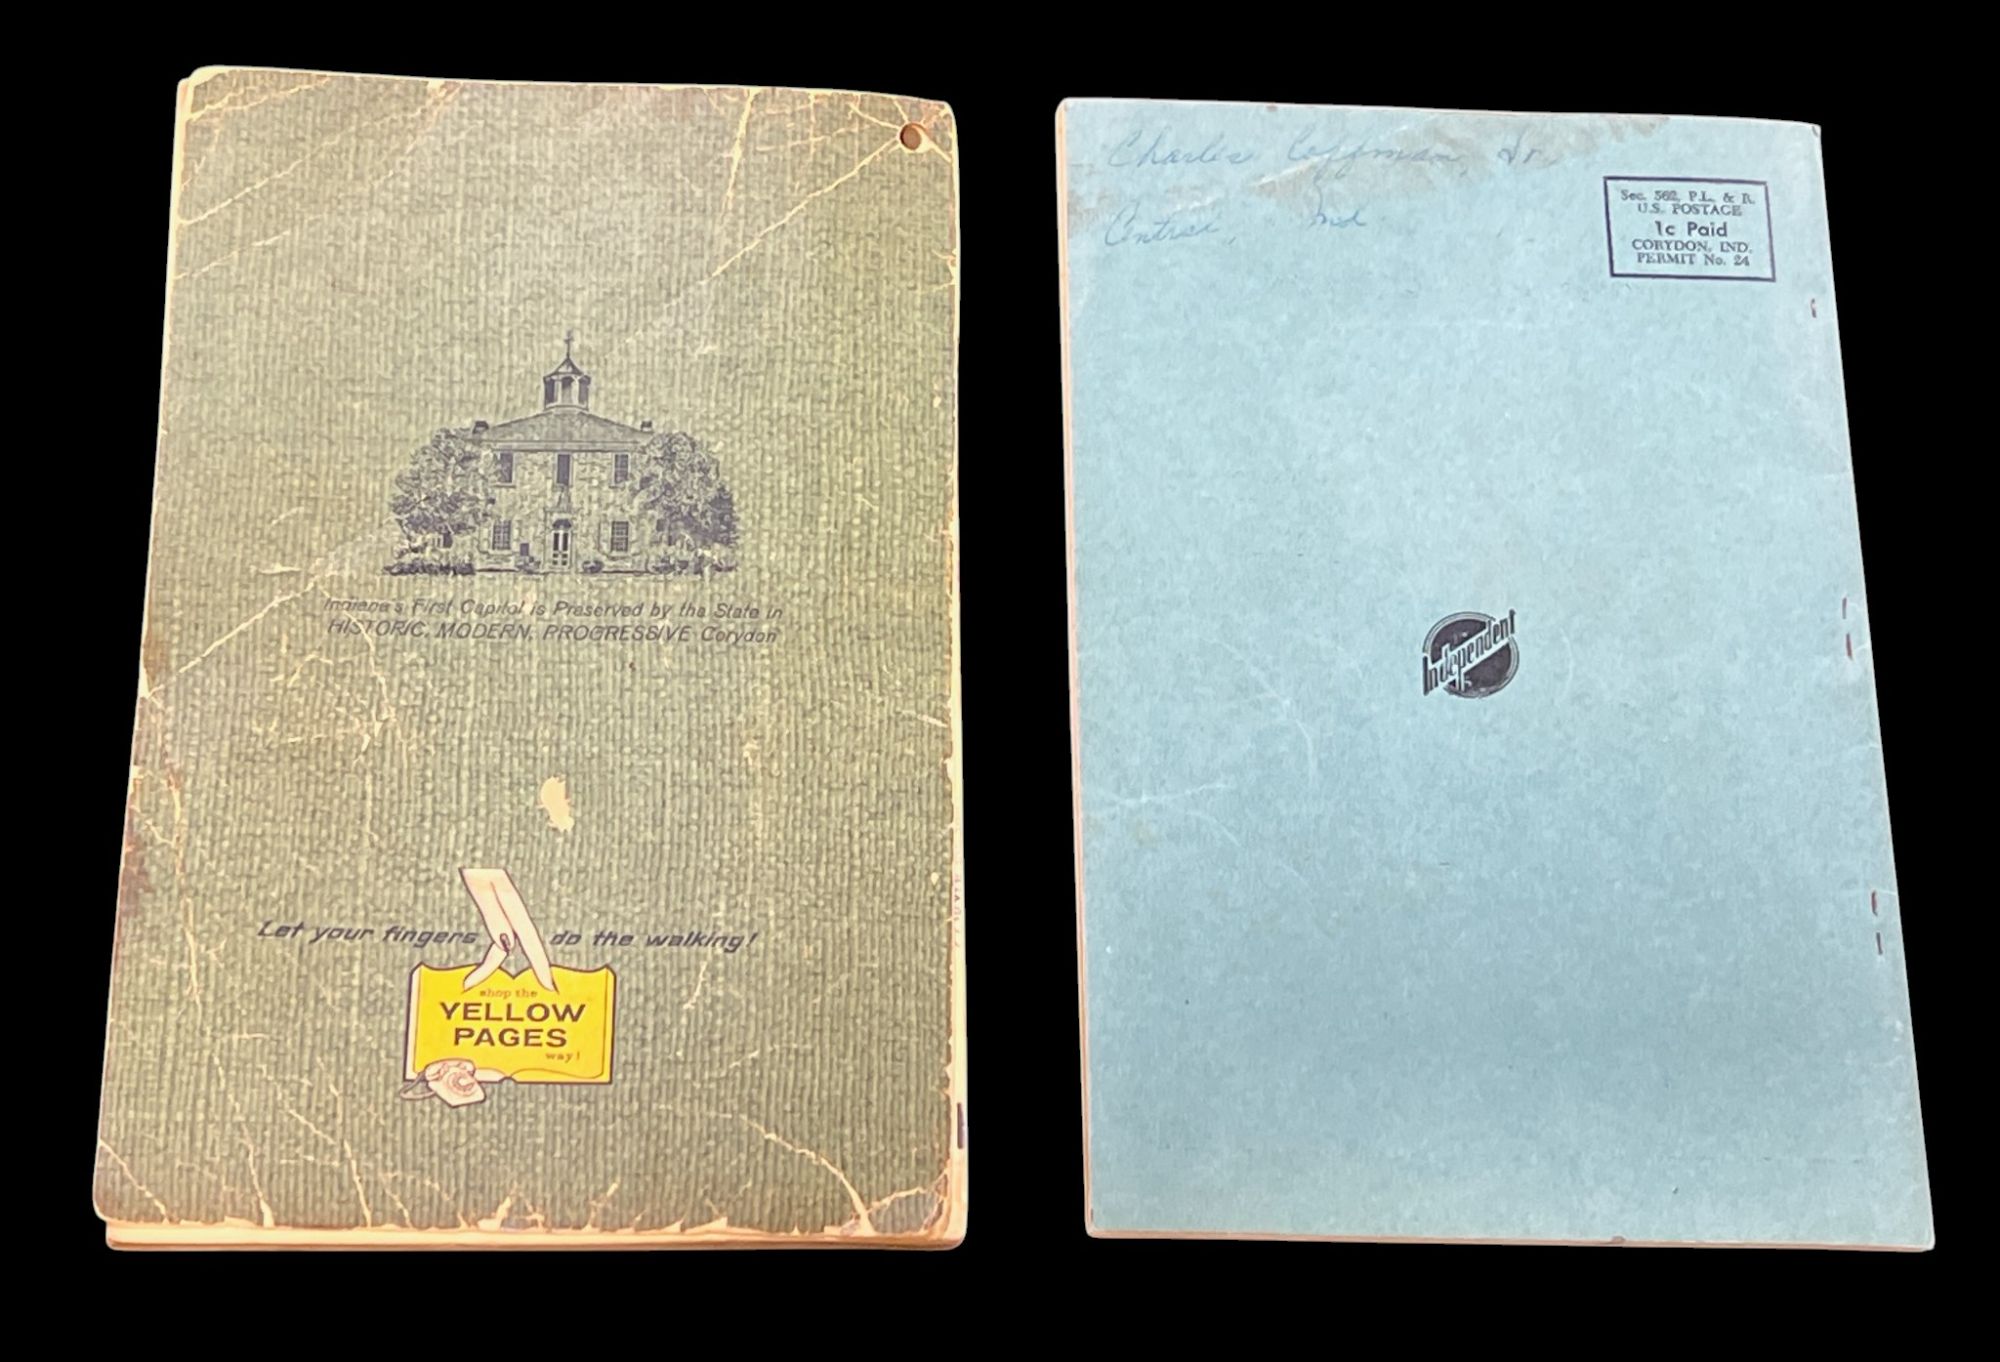 Indiana's First Capitol is Preserved by the State in
HISTORIC, MODERN, PROGRESSIVE Corydon
Let your fingers do the walking!
shop the
YELLOW
PAGES
way!
Charles Coffman, Jr.
Central, Ind
Sec. 562, P.L. & R.
U.S. POSTAGE
1c Paid
CORYDON, IND.
PERMIT No. 24
Independent